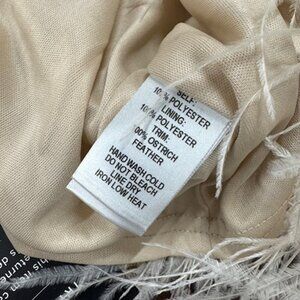 SELF:
100% POLYESTER
LINING:
100% POLYESTER
TRIM:
100% OSTRICH
FEATHER
HAND WASH COLD
DO NOT BLEACH
LINE DRY
IRON LOW HEAT